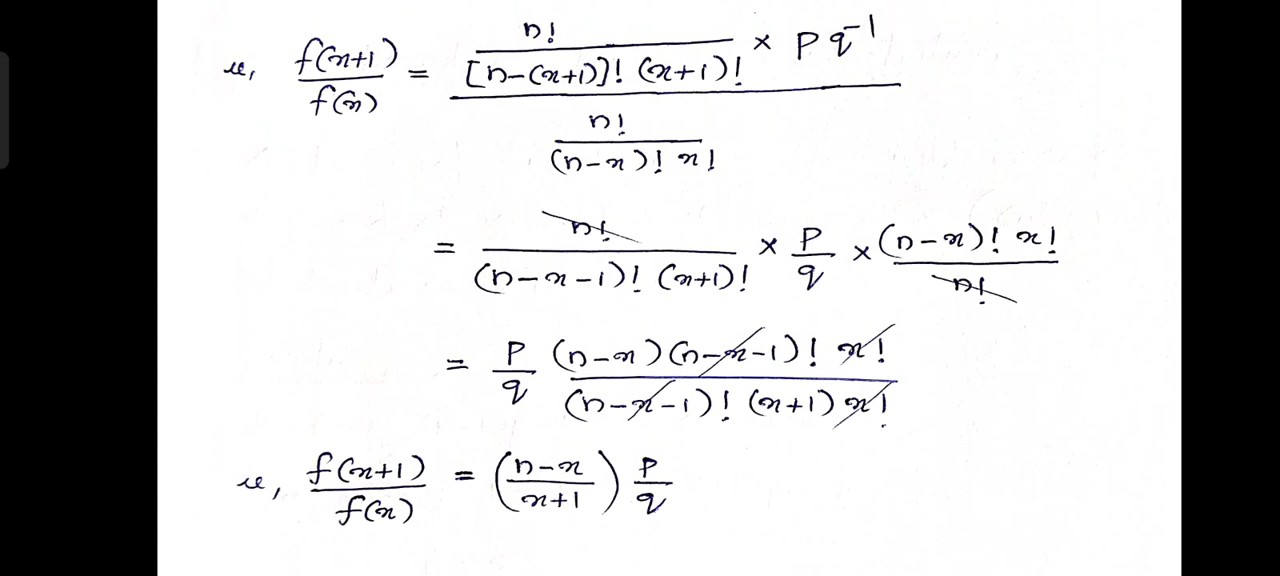 ie, f(x+1)/f(x) = n!/([n-(x+1)]! (x+1)!) × p q^-1 / n!/((n-x)! x!)
= n!/((n-x-1)! (x+1)!) × p/q × (n-x)! x!/n!
= p/q (n-x)(n-x-1)! x!/((n-x-1)! (x+1) x!)
ie, f(x+1)/f(x) = ((n-x)/(x+1)) p/q